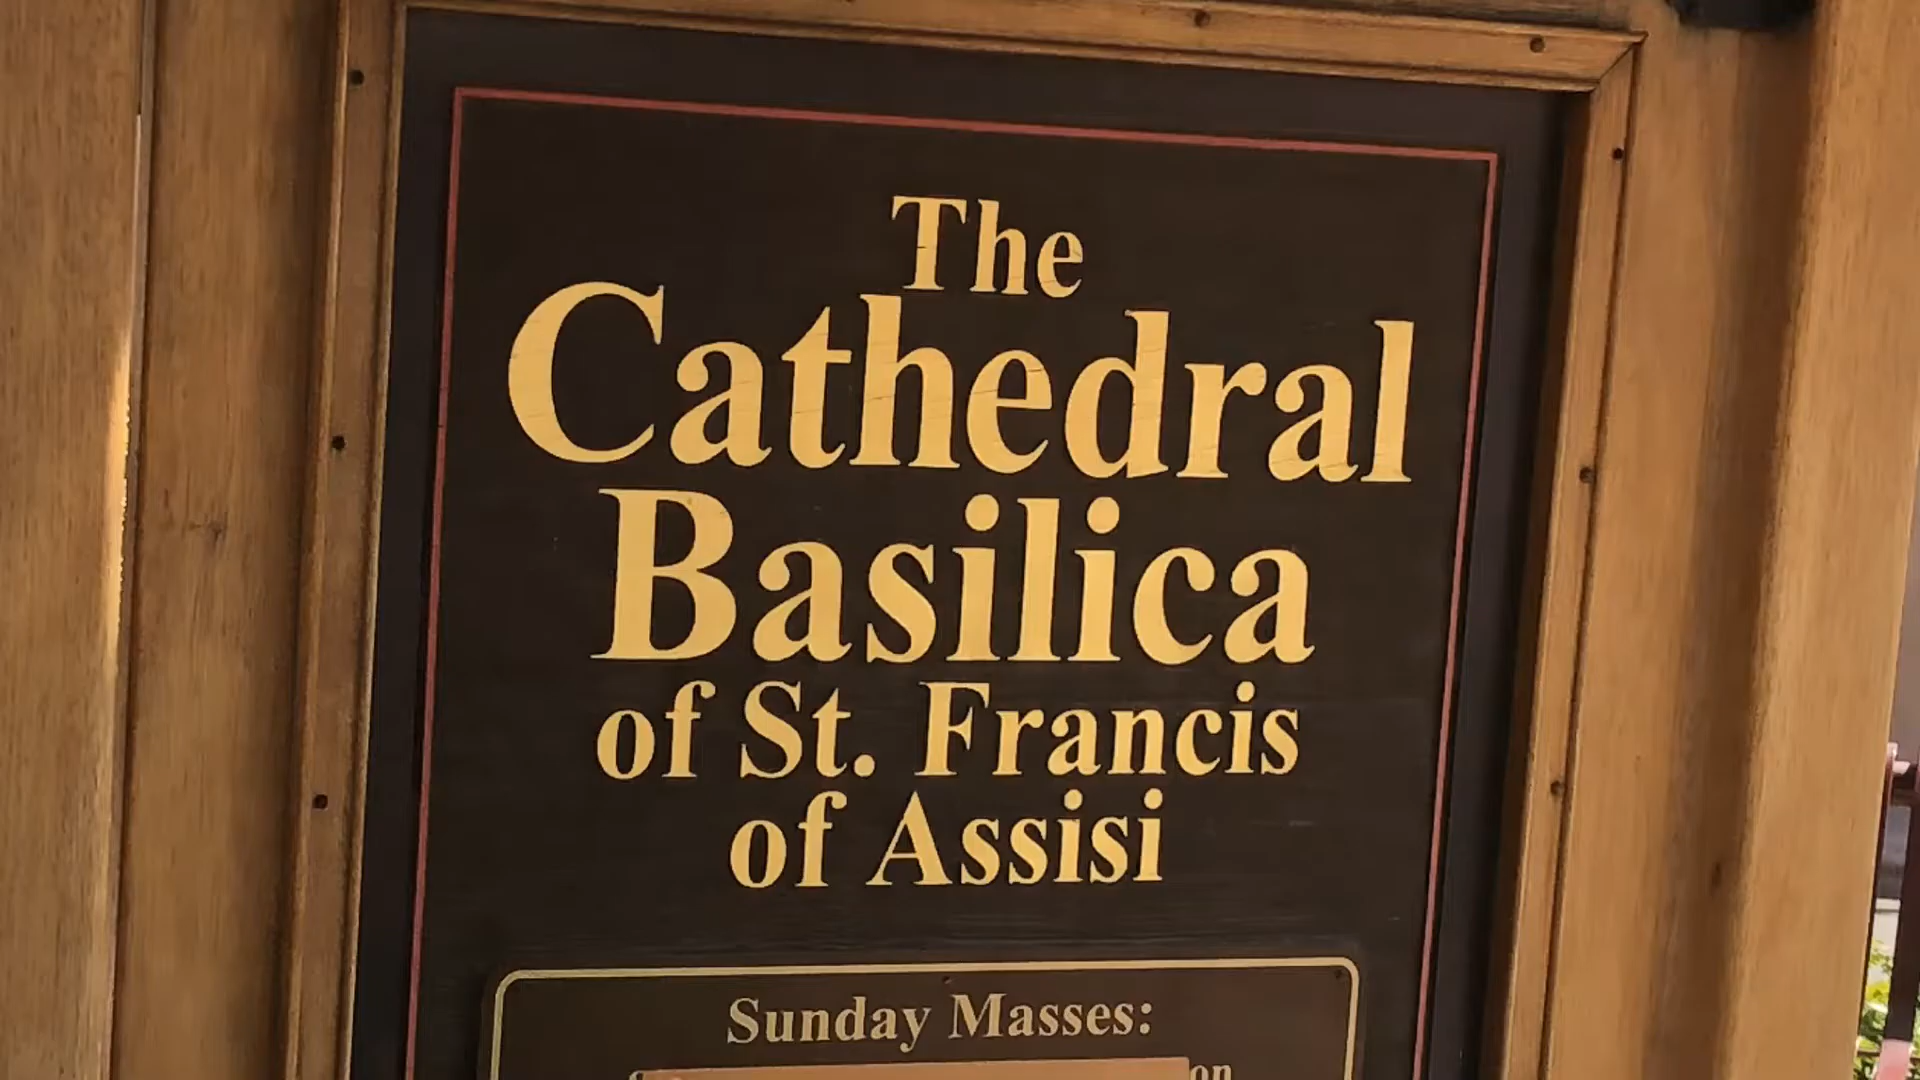 The
Cathedral
Basilica
of St. Francis
of Assisi
Sunday Masses: